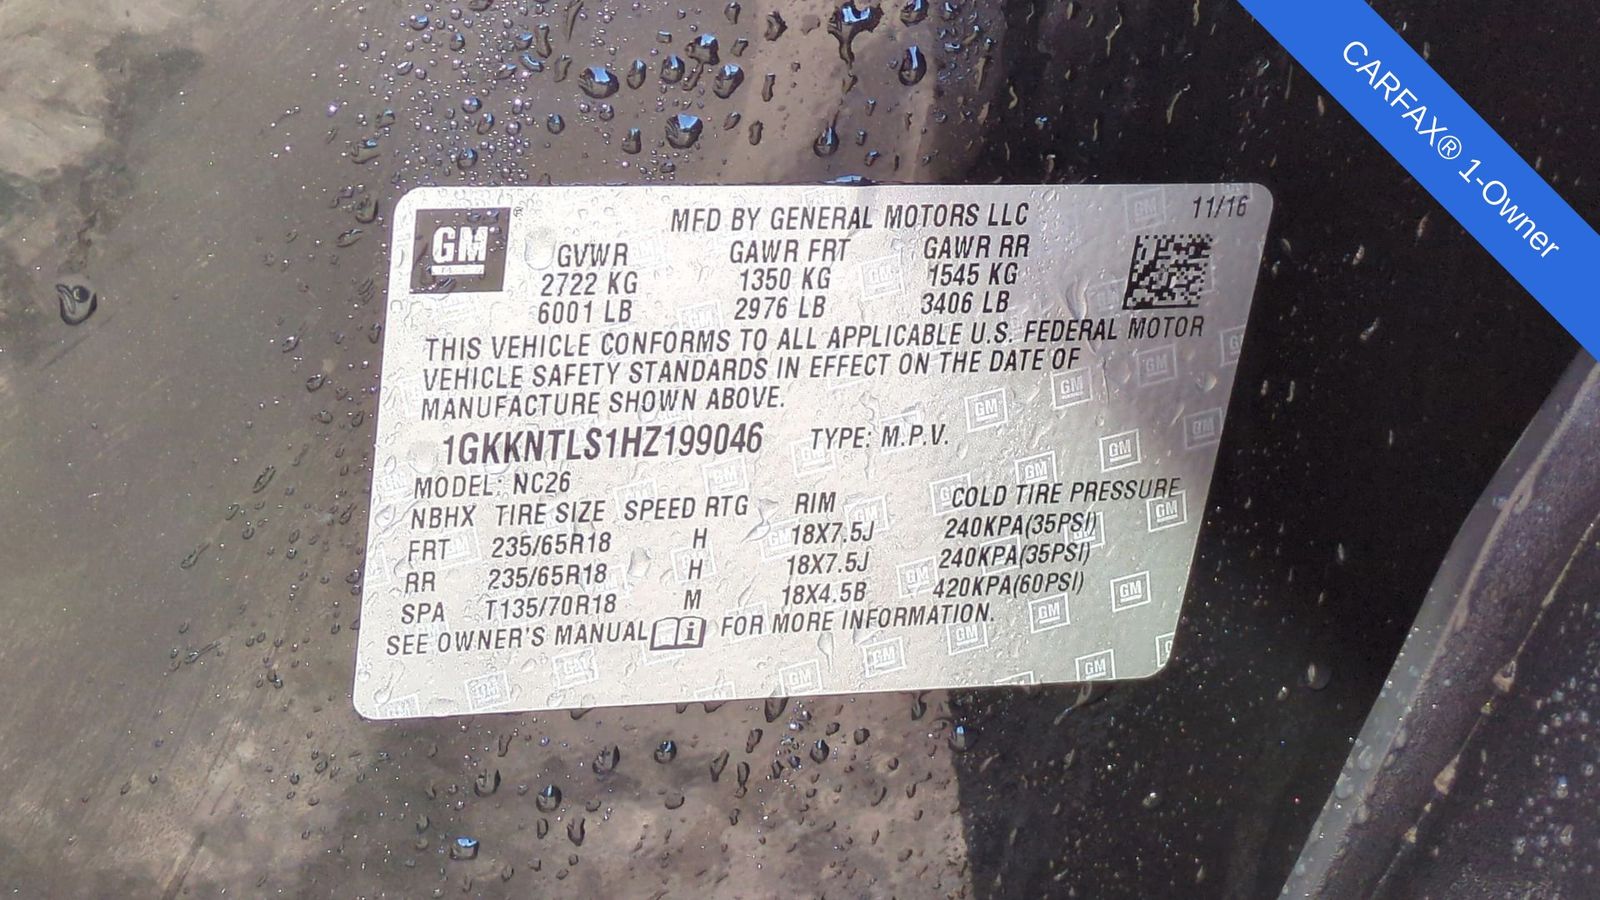 CARFAX® 1-Owner
GM
MFD BY GENERAL MOTORS LLC 11/16
GVWR GAWR FRT GAWR RR
2722 KG 1350 KG 1545 KG
6001 LB 2976 LB 3406 LB
THIS VEHICLE CONFORMS TO ALL APPLICABLE U.S. FEDERAL MOTOR
VEHICLE SAFETY STANDARDS IN EFFECT ON THE DATE OF
MANUFACTURE SHOWN ABOVE.
1GKKNTLS1HZ199046 TYPE: M.P.V.
MODEL: NC26
NBHX TIRE SIZE SPEED RTG RIM COLD TIRE PRESSURE
FRT 235/65R18 H 18X7.5J 240KPA(35PSI)
RR 235/65R18 H 18X7.5J 240KPA(35PSI)
SPA T135/70R18 M 18X4.5B 420KPA(60PSI)
SEE OWNER'S MANUAL FOR MORE INFORMATION.